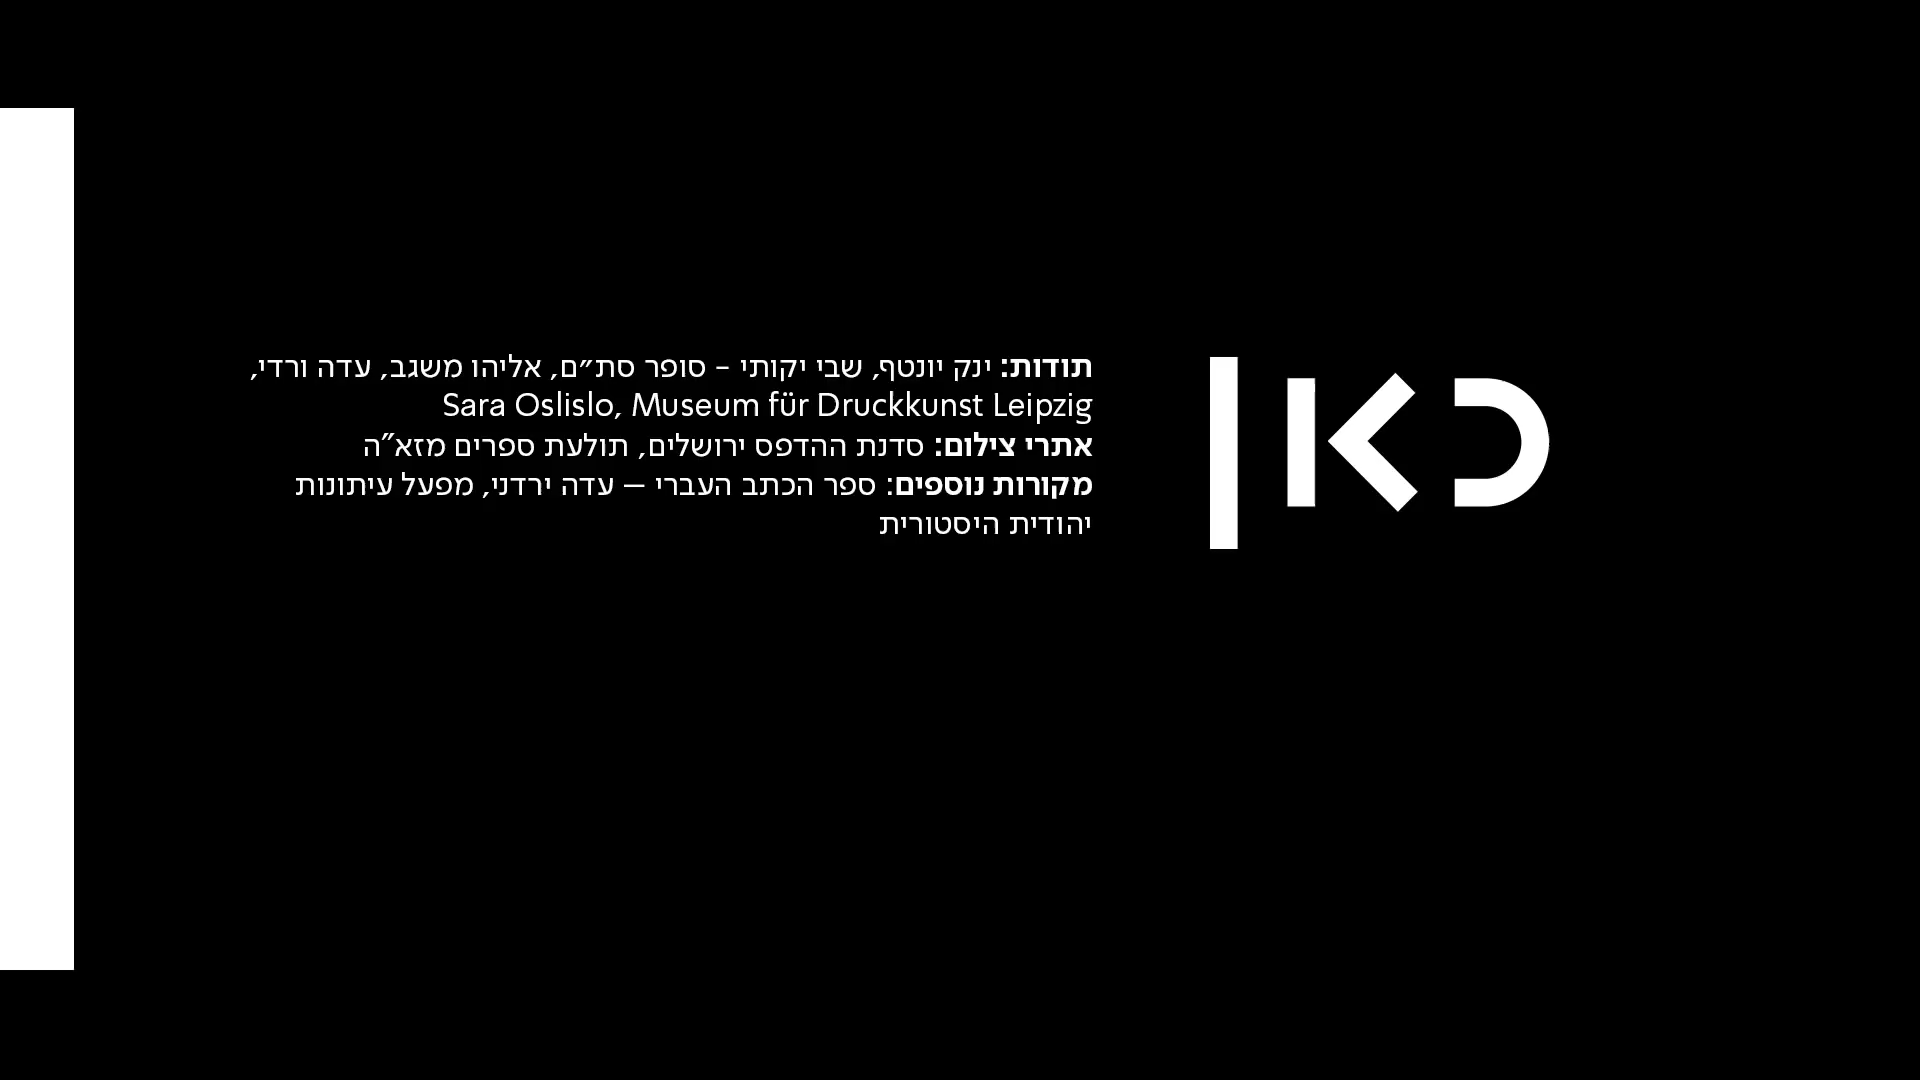 כאן
תודות: ינק יונטף, שבי יקותי - סופר סת״ם, אליהו משגב, עדה ורדי,
Sara Oslislo, Museum für Druckkunst Leipzig
אתרי צילום: סדנת ההדפס ירושלים, תולעת ספרים מזא״ה
מקורות נוספים: ספר הכתב העברי — עדה ירדני, מפעל עיתונות
יהודית היסטורית